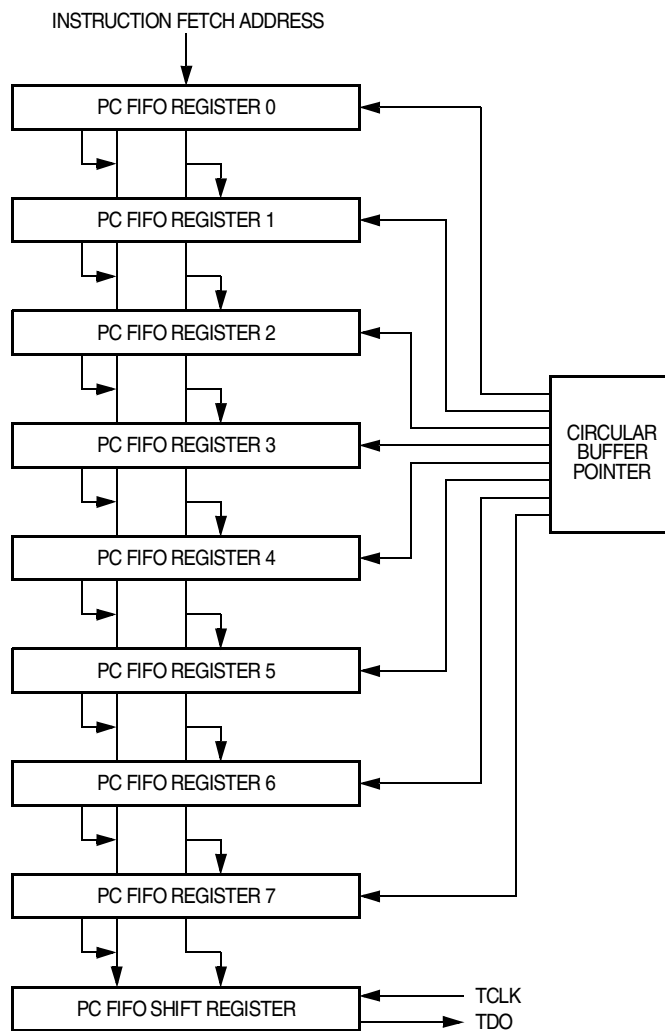 INSTRUCTION FETCH ADDRESS
PC FIFO REGISTER 0
PC FIFO REGISTER 1
PC FIFO REGISTER 2
PC FIFO REGISTER 3
CIRCULAR
BUFFER
POINTER
PC FIFO REGISTER 4
PC FIFO REGISTER 5
PC FIFO REGISTER 6
PC FIFO REGISTER 7
PC FIFO SHIFT REGISTER
TCLK
TDO